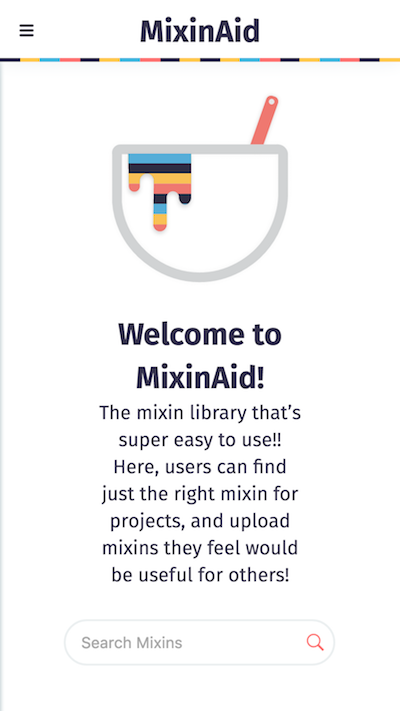 MixinAid
Welcome to
MixinAid!
The mixin library that's
super easy to use!!
Here, users can find
just the right mixin for
projects, and upload
mixins they feel would
be useful for others!
Search Mixins